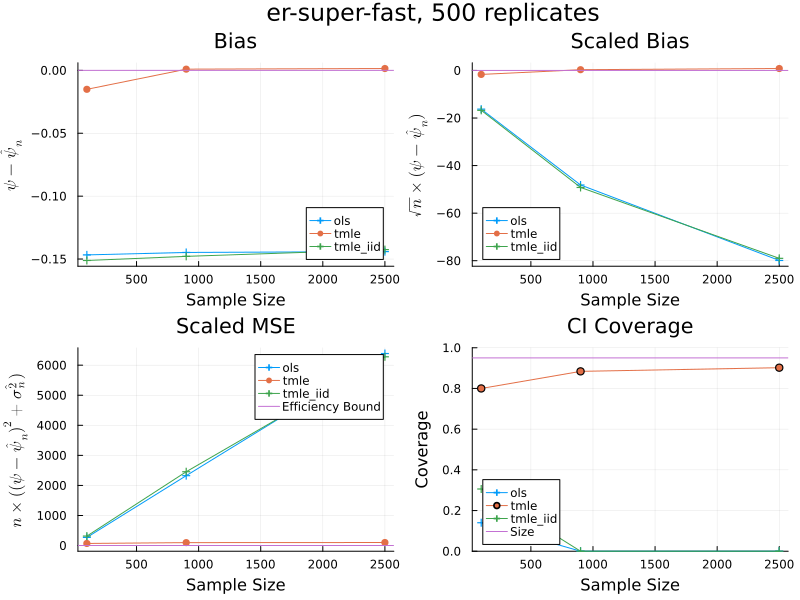 er-super-fast, 500 replicates
Bias
ψ − ψ̂ₙ
0.00
−0.05
−0.10
−0.15
500
1000
1500
2000
2500
Sample Size
ols
tmle
tmle_iid
Scaled Bias
√n × (ψ − ψ̂ₙ)
0
−20
−40
−60
−80
500
1000
1500
2000
2500
Sample Size
ols
tmle
tmle_iid
Scaled MSE
n × ((ψ − ψ̂ₙ)² + σₙ²)
6000
5000
4000
3000
2000
1000
0
500
1000
1500
2000
2500
Sample Size
ols
tmle
tmle_iid
Efficiency Bound
CI Coverage
Coverage
1.0
0.8
0.6
0.4
0.2
0.0
500
1000
1500
2000
2500
Sample Size
ols
tmle
tmle_iid
Size